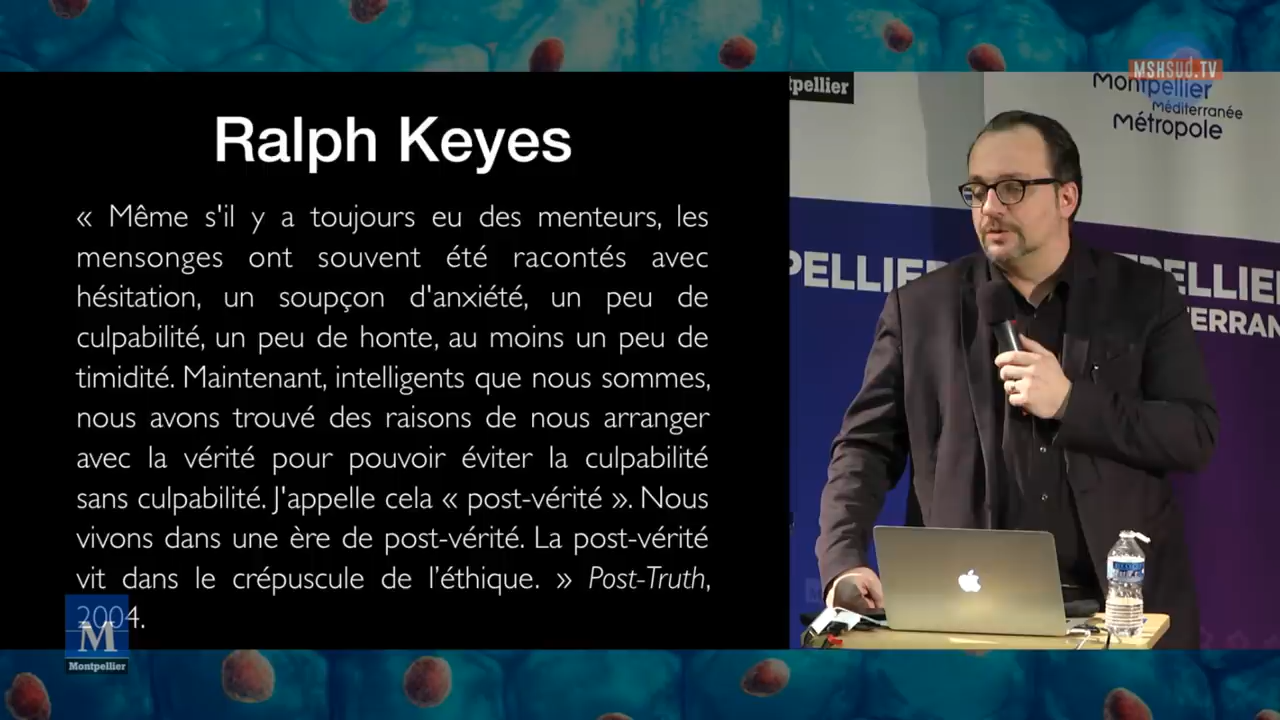 Ralph Keyes
« Même s'il y a toujours eu des menteurs, les
mensonges ont souvent été racontés avec
hésitation, un soupçon d'anxiété, un peu de
culpabilité, un peu de honte, au moins un peu de
timidité. Maintenant, intelligents que nous sommes,
nous avons trouvé des raisons de nous arranger
avec la vérité pour pouvoir éviter la culpabilité
sans culpabilité. J'appelle cela « post-vérité ». Nous
vivons dans une ère de post-vérité. La post-vérité
vit dans le crépuscule de l'éthique. » Post-Truth,
2004.
M
Montpellier
MSHSUD.TV
pellier
Montpellier
Méditerranée
Métropole
PELLIER
PELLIE
TERRAN